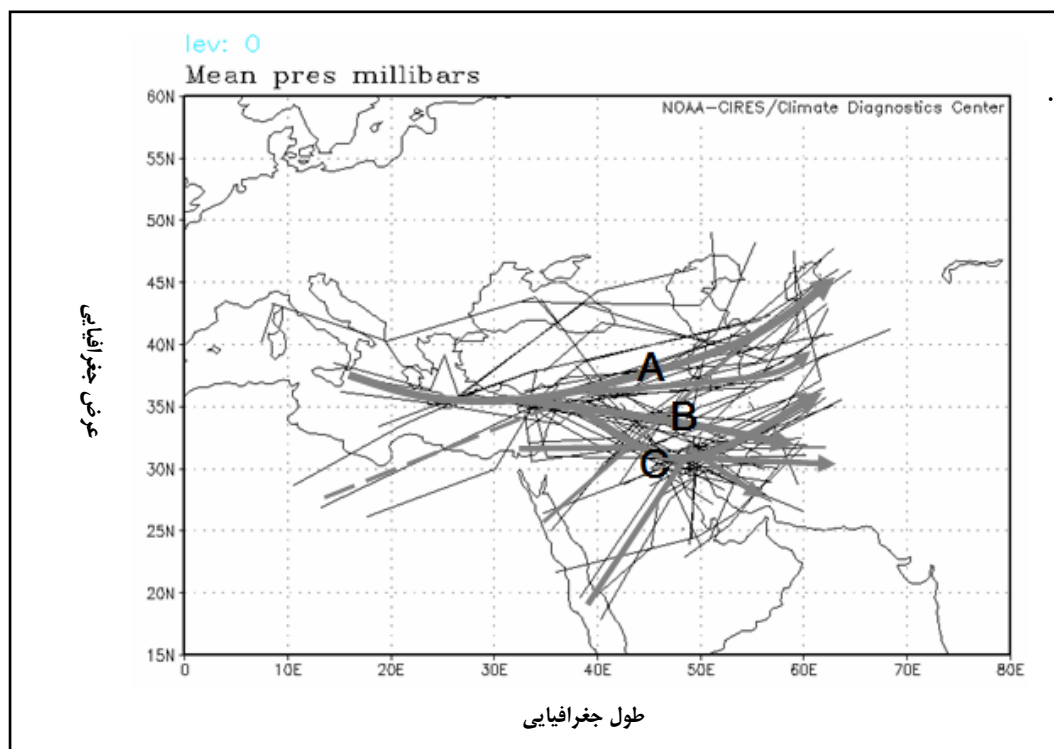 lev: 0
Mean pres millibars
NOAA-CIRES/Climate Diagnostics Center
60N
55N
50N
45N
40N
35N
30N
25N
20N
15N
A
B
C
0
10E
20E
30E
40E
50E
60E
70E
80E
عرض جغرافیایی
طول جغرافیایی